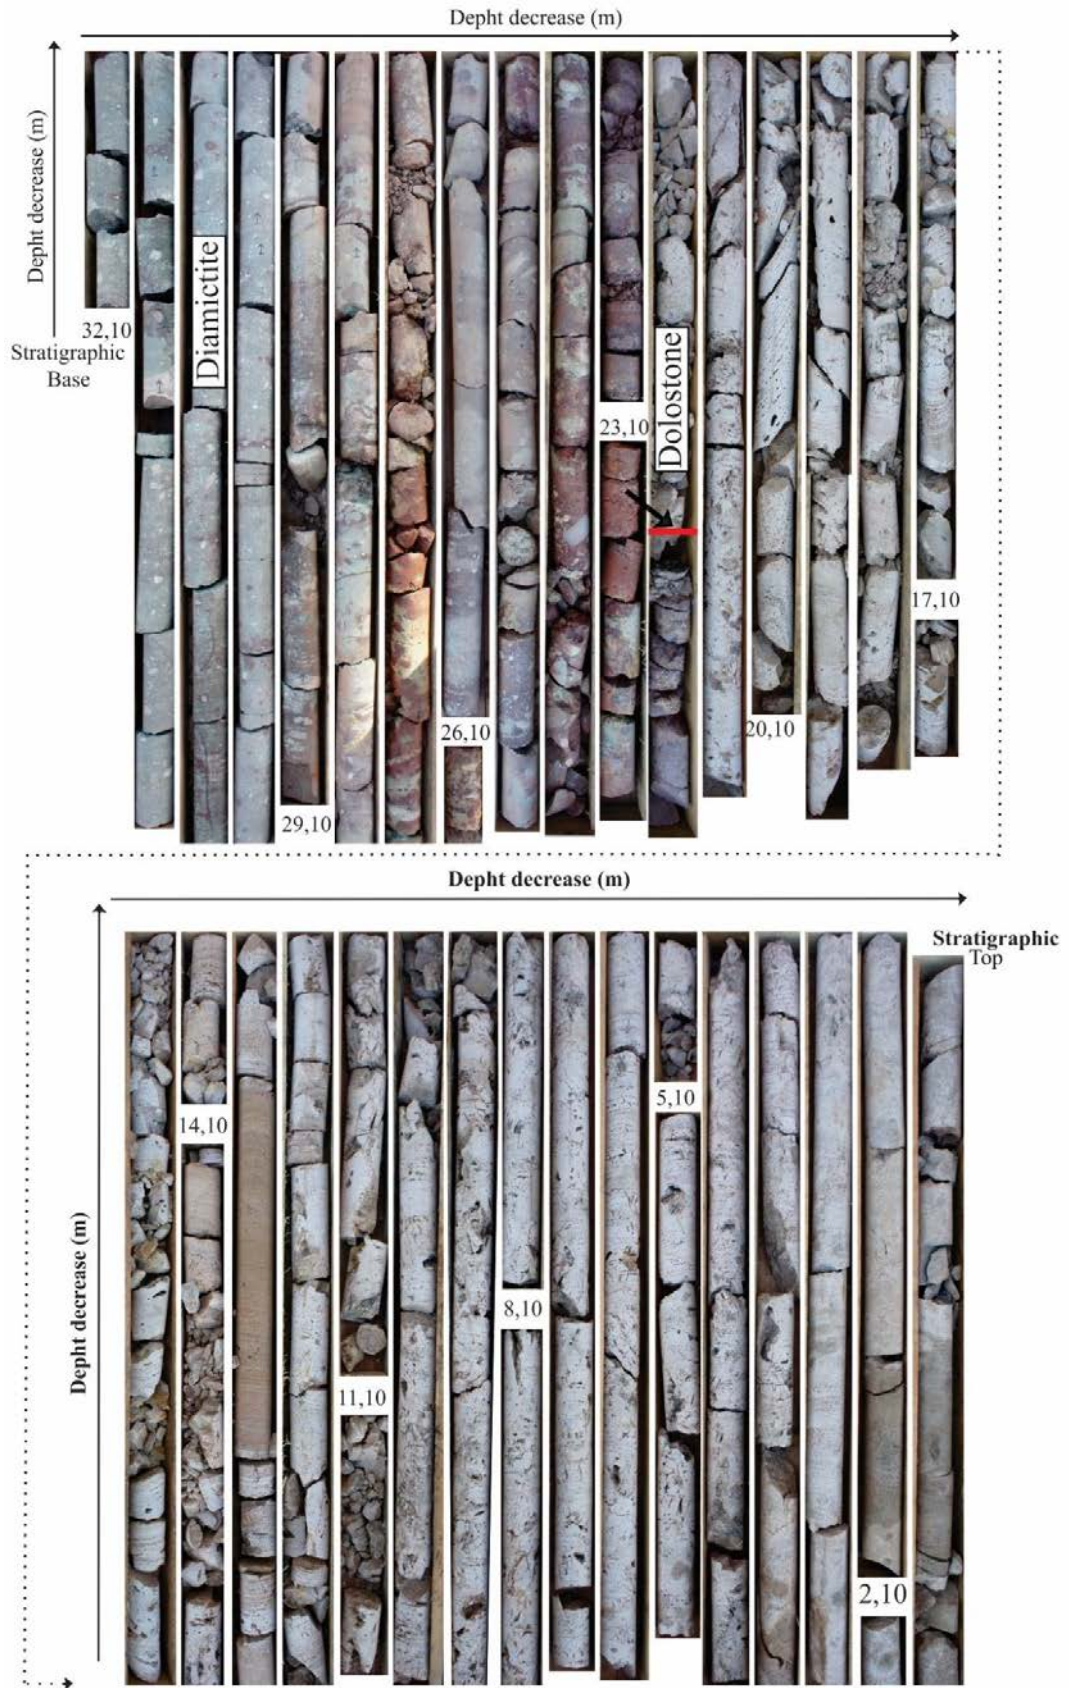 Depht decrease (m)
Depht decrease (m)
32,10
Stratigraphic
Base
Diamictite
29,10
26,10
23,10
Dolostone
20,10
17,10
Depht decrease (m)
Depht decrease (m)
Stratigraphic
Top
14,10
11,10
8,10
5,10
2,10